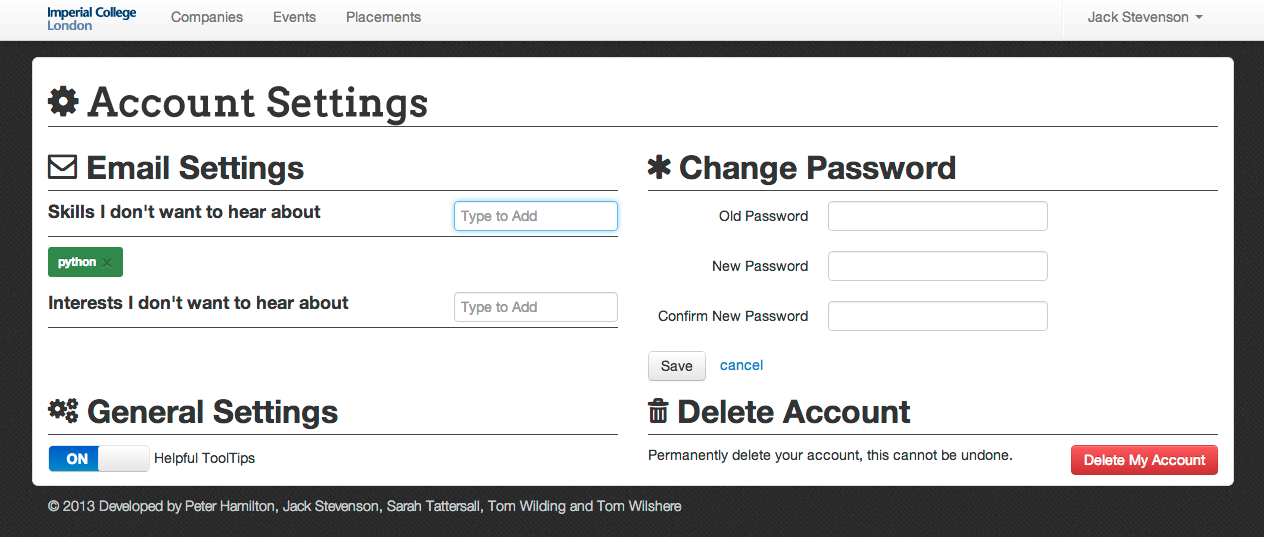 Imperial College
London
Companies Events Placements
Jack Stevenson
Account Settings
Email Settings
Skills I don't want to hear about
Type to Add
python ×
Interests I don't want to hear about
Type to Add
Change Password
Old Password
New Password
Confirm New Password
Save cancel
General Settings
ON Helpful ToolTips
Delete Account
Permanently delete your account, this cannot be undone.
Delete My Account
© 2013 Developed by Peter Hamilton, Jack Stevenson, Sarah Tattersall, Tom Wilding and Tom Wilshere